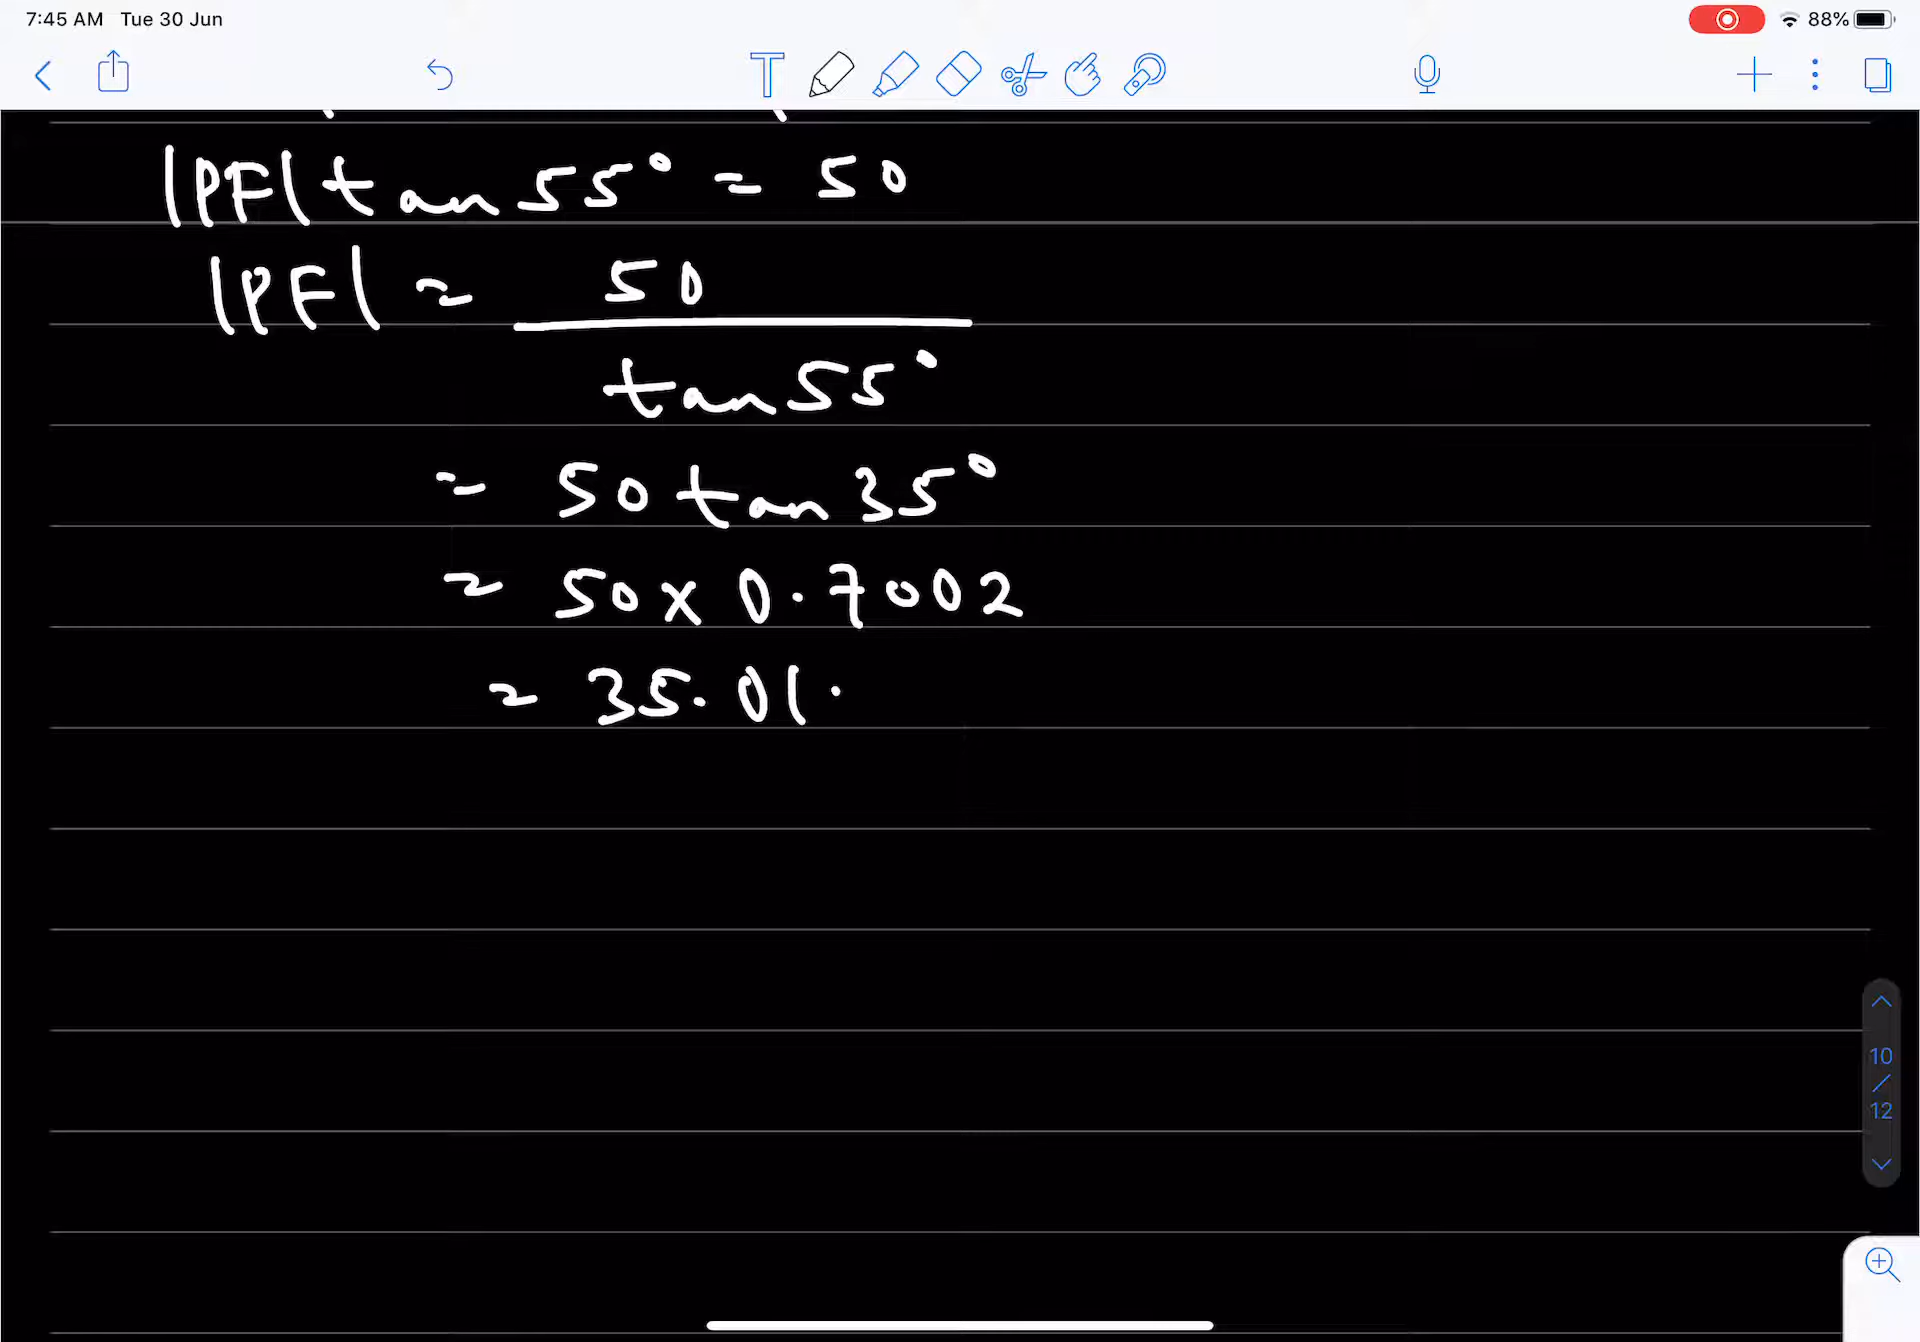 7:45 AM Tue 30 Jun
88%
T
|PF| tan 55° = 50
|PF| = 50
tan 55°
= 50 tan 35°
= 50 x 0.7002
= 35.01.
10
/
12